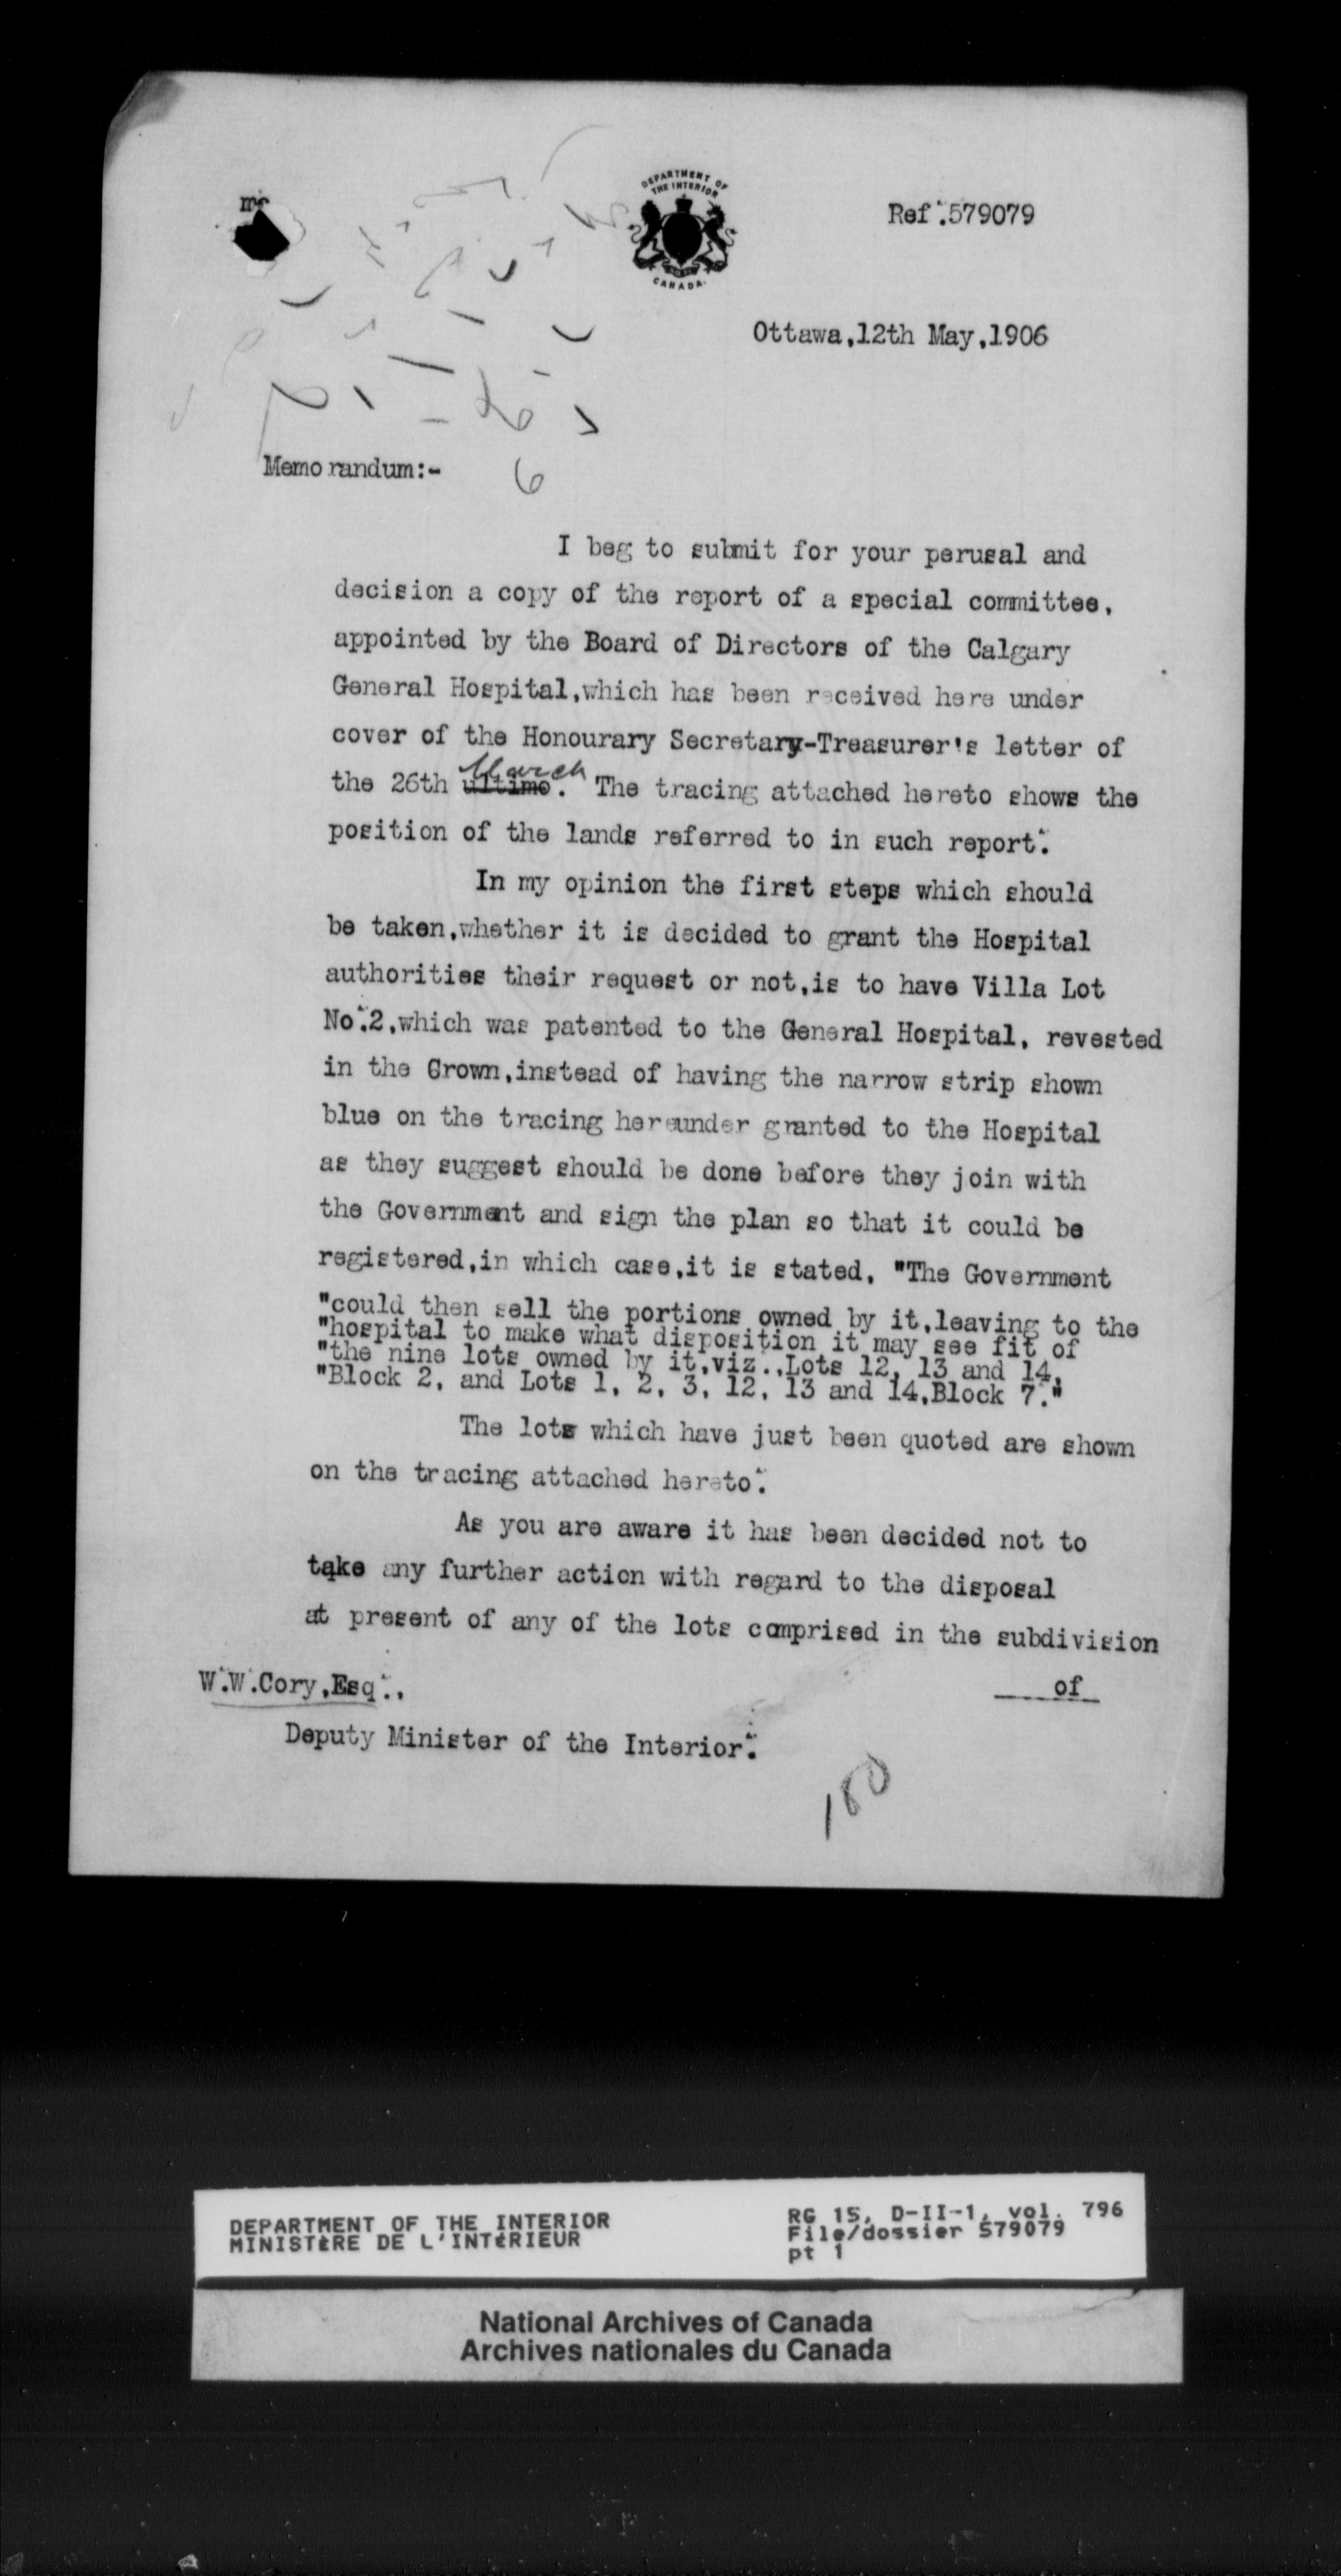 DEPARTMENT OF
THE INTERIOR
CANADA.
Ref.579079
Ottawa,12th May,1906
6
Memorandum:-
I beg to submit for your perusal and
decision a copy of the report of a special committee,
appointed by the Board of Directors of the Calgary
General Hospital,which has been received here under
cover of the Honourary Secretary-Treasurer's letter of
the 26th ultimo. March The tracing attached hereto shows the
position of the lands referred to in such report.
In my opinion the first steps which should
be taken,whether it is decided to grant the Hospital
authorities their request or not,is to have Villa Lot
No.2,which was patented to the General Hospital, revested
in the Crown,instead of having the narrow strip shown
blue on the tracing hereunder granted to the Hospital
as they suggest should be done before they join with
the Government and sign the plan so that it could be
registered,in which case,it is stated, "The Government
"could then sell the portions owned by it,leaving to the
"hospital to make what disposition it may see fit of
"the nine lots owned by it,viz.,Lots 12, 13 and 14,
"Block 2, and Lots 1, 2, 3, 12, 13 and 14,Block 7."
The lots which have just been quoted are shown
on the tracing attached hereto.
As you are aware it has been decided not to
take any further action with regard to the disposal
at present of any of the lots comprised in the subdivision
of
W.W.Cory,Esq.,
Deputy Minister of the Interior.
180
DEPARTMENT OF THE INTERIOR
MINISTÈRE DE L'INTÉRIEUR
RG 15, D-II-1, vol. 796
File/dossier 579079
pt 1
National Archives of Canada
Archives nationales du Canada